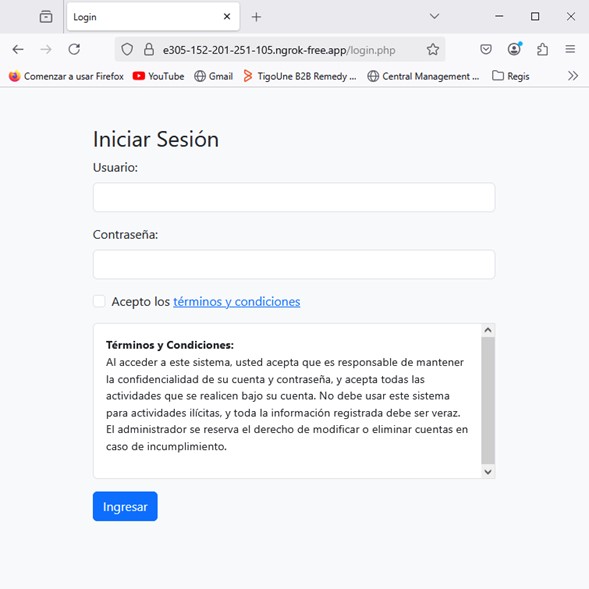 Login
e305-152-201-251-105.ngrok-free.app/login.php
Comenzar a usar Firefox YouTube Gmail TigoUne B2B Remedy ... Central Management ... Regis
Iniciar Sesión
Usuario:
Contraseña:
Acepto los términos y condiciones
Términos y Condiciones:
Al acceder a este sistema, usted acepta que es responsable de mantener
la confidencialidad de su cuenta y contraseña, y acepta todas las
actividades que se realicen bajo su cuenta. No debe usar este sistema
para actividades ilícitas, y toda la información registrada debe ser veraz.
El administrador se reserva el derecho de modificar o eliminar cuentas en
caso de incumplimiento.
Ingresar